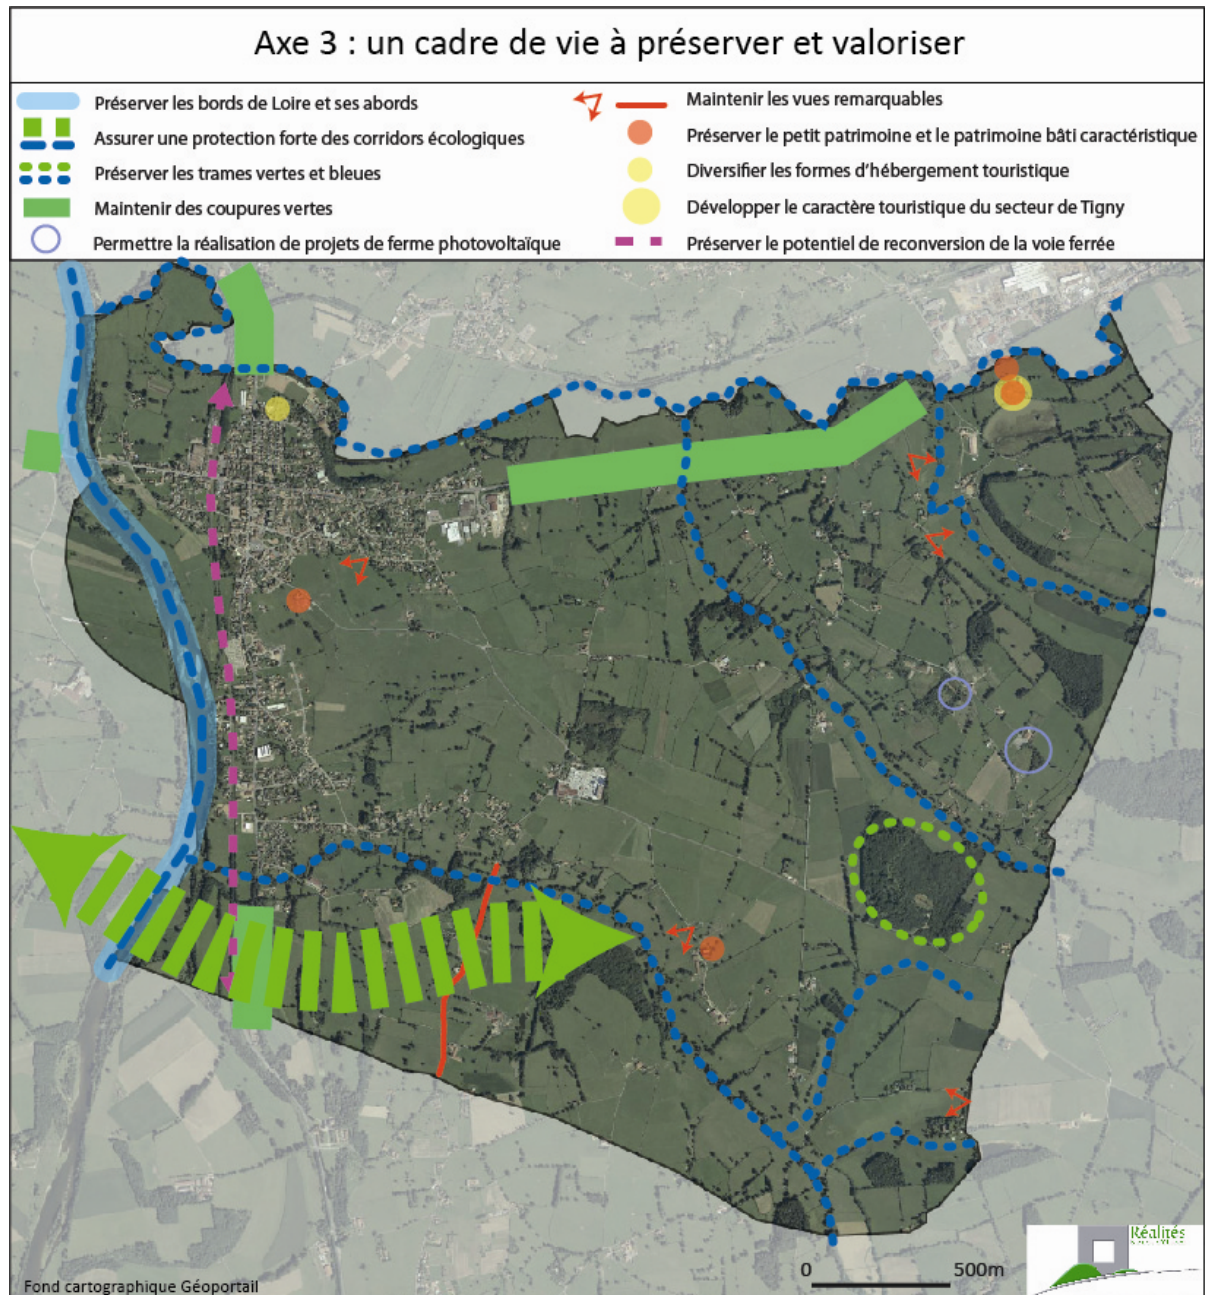 Axe 3 : un cadre de vie à préserver et valoriser
Préserver les bords de Loire et ses abords
Assurer une protection forte des corridors écologiques
Préserver les trames vertes et bleues
Maintenir des coupures vertes
Permettre la réalisation de projets de ferme photovoltaïque
Maintenir les vues remarquables
Préserver le petit patrimoine et le patrimoine bâti caractéristique
Diversifier les formes d'hébergement touristique
Développer le caractère touristique du secteur de Tigny
Préserver le potentiel de reconversion de la voie ferrée
Réalités
0 500m
Fond cartographique Géoportail